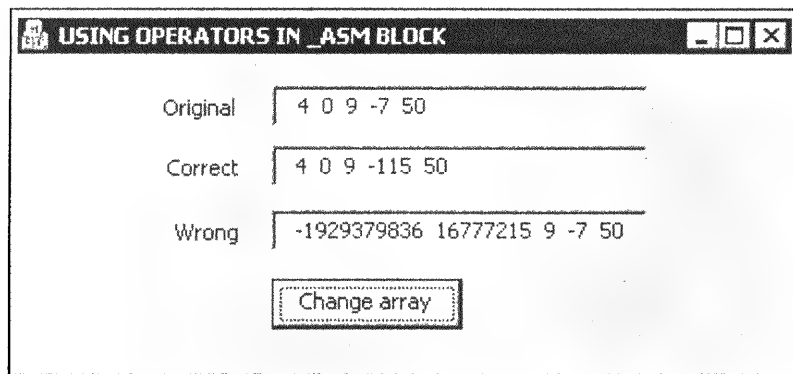 USING OPERATORS IN _ASM BLOCK
Original 4 0 9 -7 50
Correct 4 0 9 -115 50
Wrong -1929379836 16777215 9 -7 50
Change array